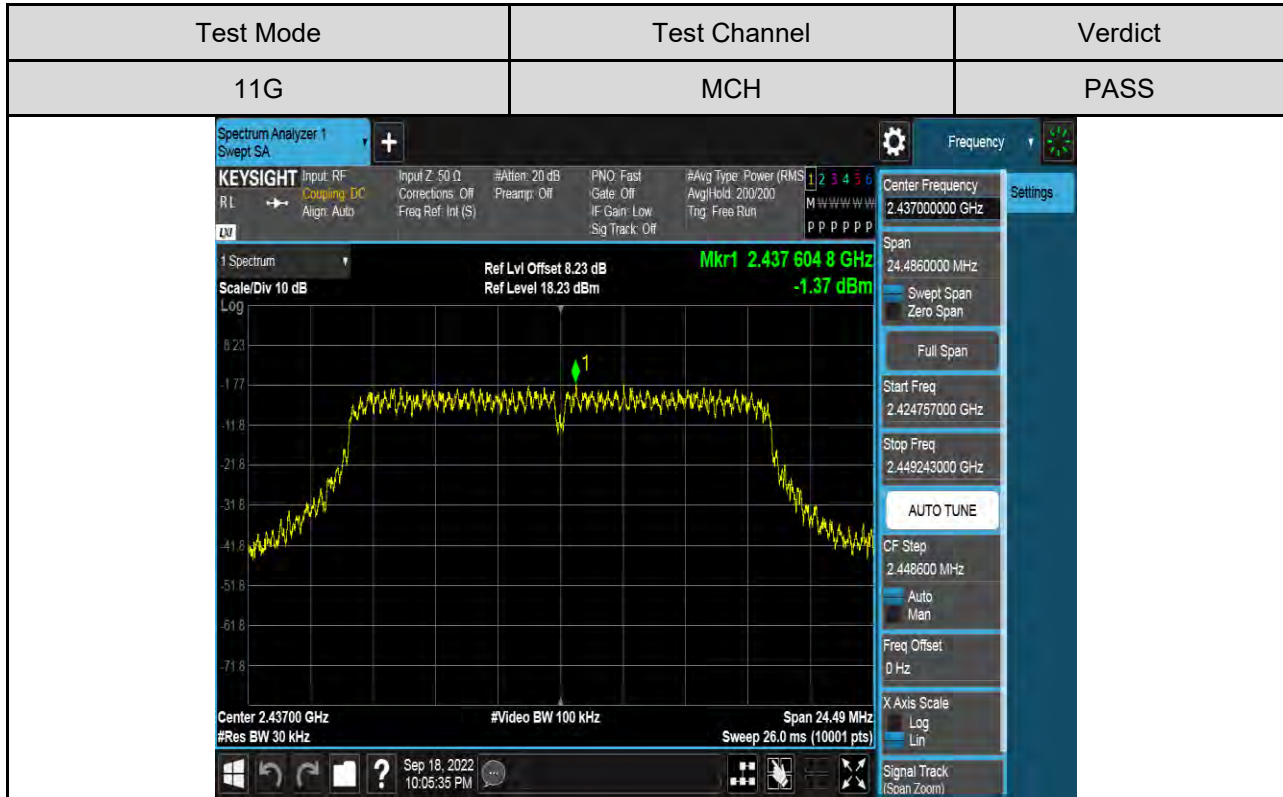 Test Mode Test Channel Verdict
11G MCH PASS
Spectrum Analyzer 1
Swept SA
Frequency
KEYSIGHT
RL
LXI
Input: RF
Coupling: DC
Align: Auto
Input Z: 50 Ω
Corrections: Off
Freq Ref: Int (S)
#Atten: 20 dB
Preamp: Off
PNO: Fast
Gate: Off
IF Gain: Low
Sig Track: Off
#Avg Type: Power (RMS
Avg|Hold: 200/200
Trig: Free Run
1 2 3 4 5 6
M W W W W W
P P P P P P
1 Spectrum
Scale/Div 10 dB
Log
Ref Lvl Offset 8.23 dB
Ref Level 18.23 dBm
Mkr1 2.437 604 8 GHz
-1.37 dBm
1
8.23
-1.77
-11.8
-21.8
-31.8
-41.8
-51.8
-61.8
-71.8
Center 2.43700 GHz
#Res BW 30 kHz
#Video BW 100 kHz
Span 24.49 MHz
Sweep 26.0 ms (10001 pts)
Center Frequency
2.437000000 GHz
Settings
Span
24.4860000 MHz
Swept Span
Zero Span
Full Span
Start Freq
2.424757000 GHz
Stop Freq
2.449243000 GHz
AUTO TUNE
CF Step
2.448600 MHz
Auto
Man
Freq Offset
0 Hz
X Axis Scale
Log
Lin
Signal Track
(Span Zoom)
?
Sep 18, 2022
10:05:35 PM